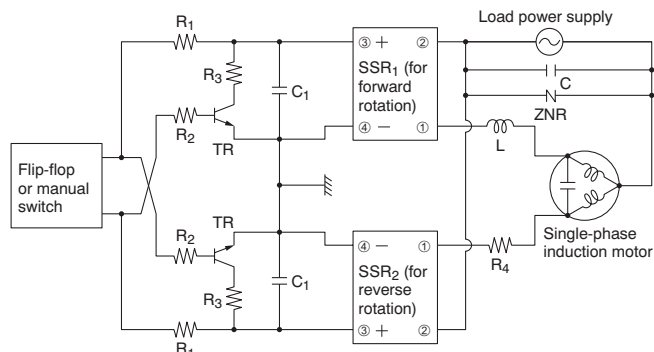 Load power supply
R1
③ +
②
R3
SSR1 (for
forward
rotation)
C1
C
ZNR
R2
④ −
①
TR
L
Flip-flop
or manual
switch
TR
R2
④ −
①
R4
Single-phase
induction motor
C1
SSR2 (for
reverse
rotation)
R3
③ +
②
R1